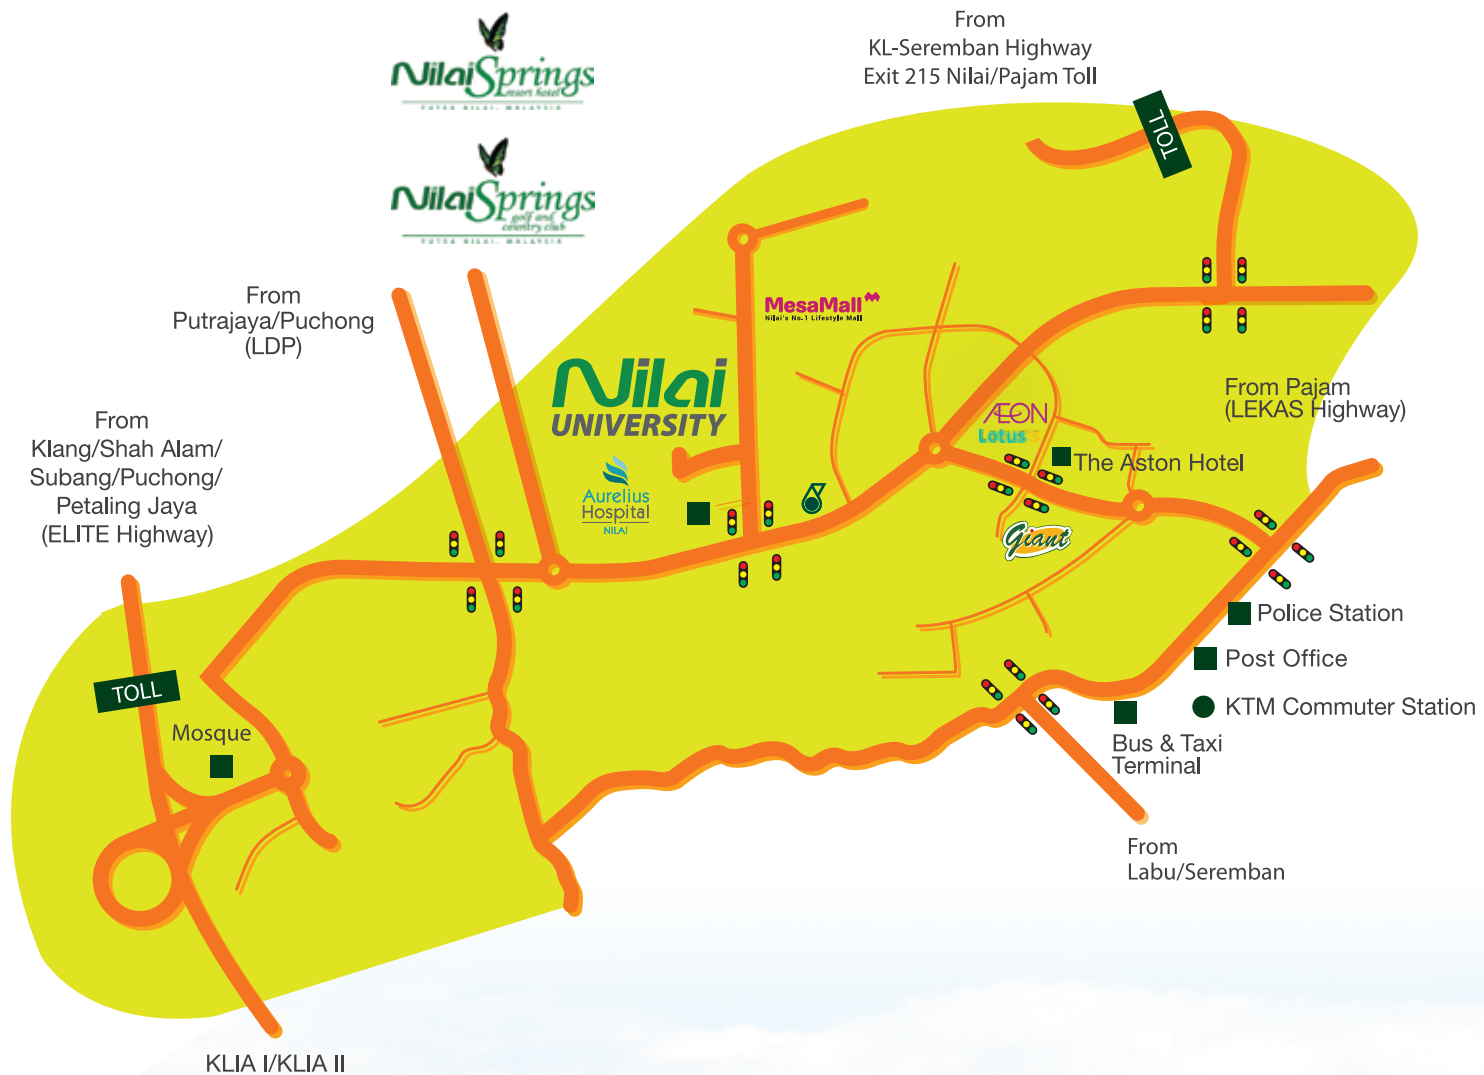 NilaiSprings
resort hotel
PUTRA NILAI, MALAYSIA
NilaiSprings
golf and
country club
PUTRA NILAI, MALAYSIA
From
KL-Seremban Highway
Exit 215 Nilai/Pajam Toll
TOLL
From
Putrajaya/Puchong
(LDP)
MesaMall
Nilai's No.1 Lifestyle Mall
Nilai
UNIVERSITY
From Pajam
(LEKAS Highway)
ÆON
Lotus's
The Aston Hotel
From
Klang/Shah Alam/
Subang/Puchong/
Petaling Jaya
(ELITE Highway)
Aurelius
Hospital
NILAI
Giant
Police Station
Post Office
KTM Commuter Station
Bus & Taxi
Terminal
TOLL
Mosque
From
Labu/Seremban
KLIA I/KLIA II